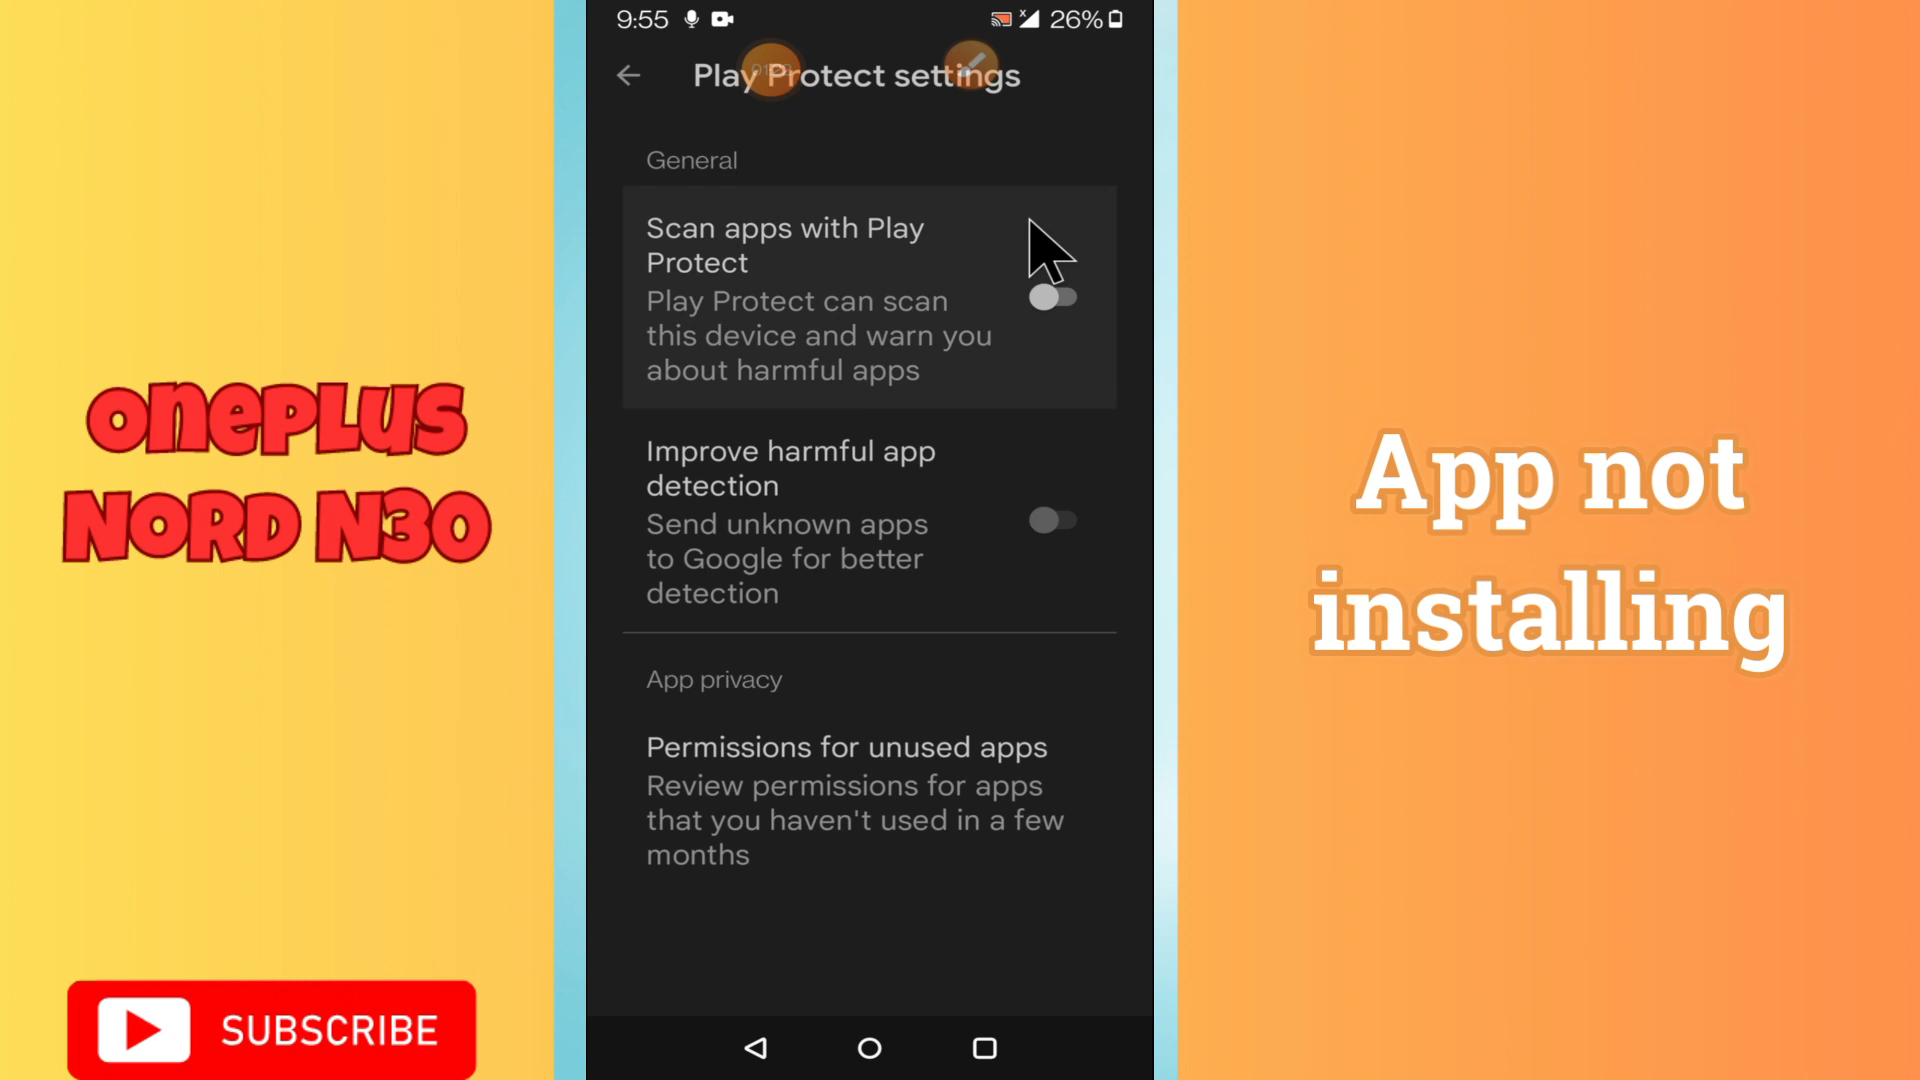 9:55
26%
Play Protect settings
General
Scan apps with Play
Protect
Play Protect can scan
this device and warn you
about harmful apps
Improve harmful app
detection
Send unknown apps
to Google for better
detection
App privacy
Permissions for unused apps
Review permissions for apps
that you haven't used in a few
months
OnePlus
Nord N30
SUBSCRIBE
App not
installing